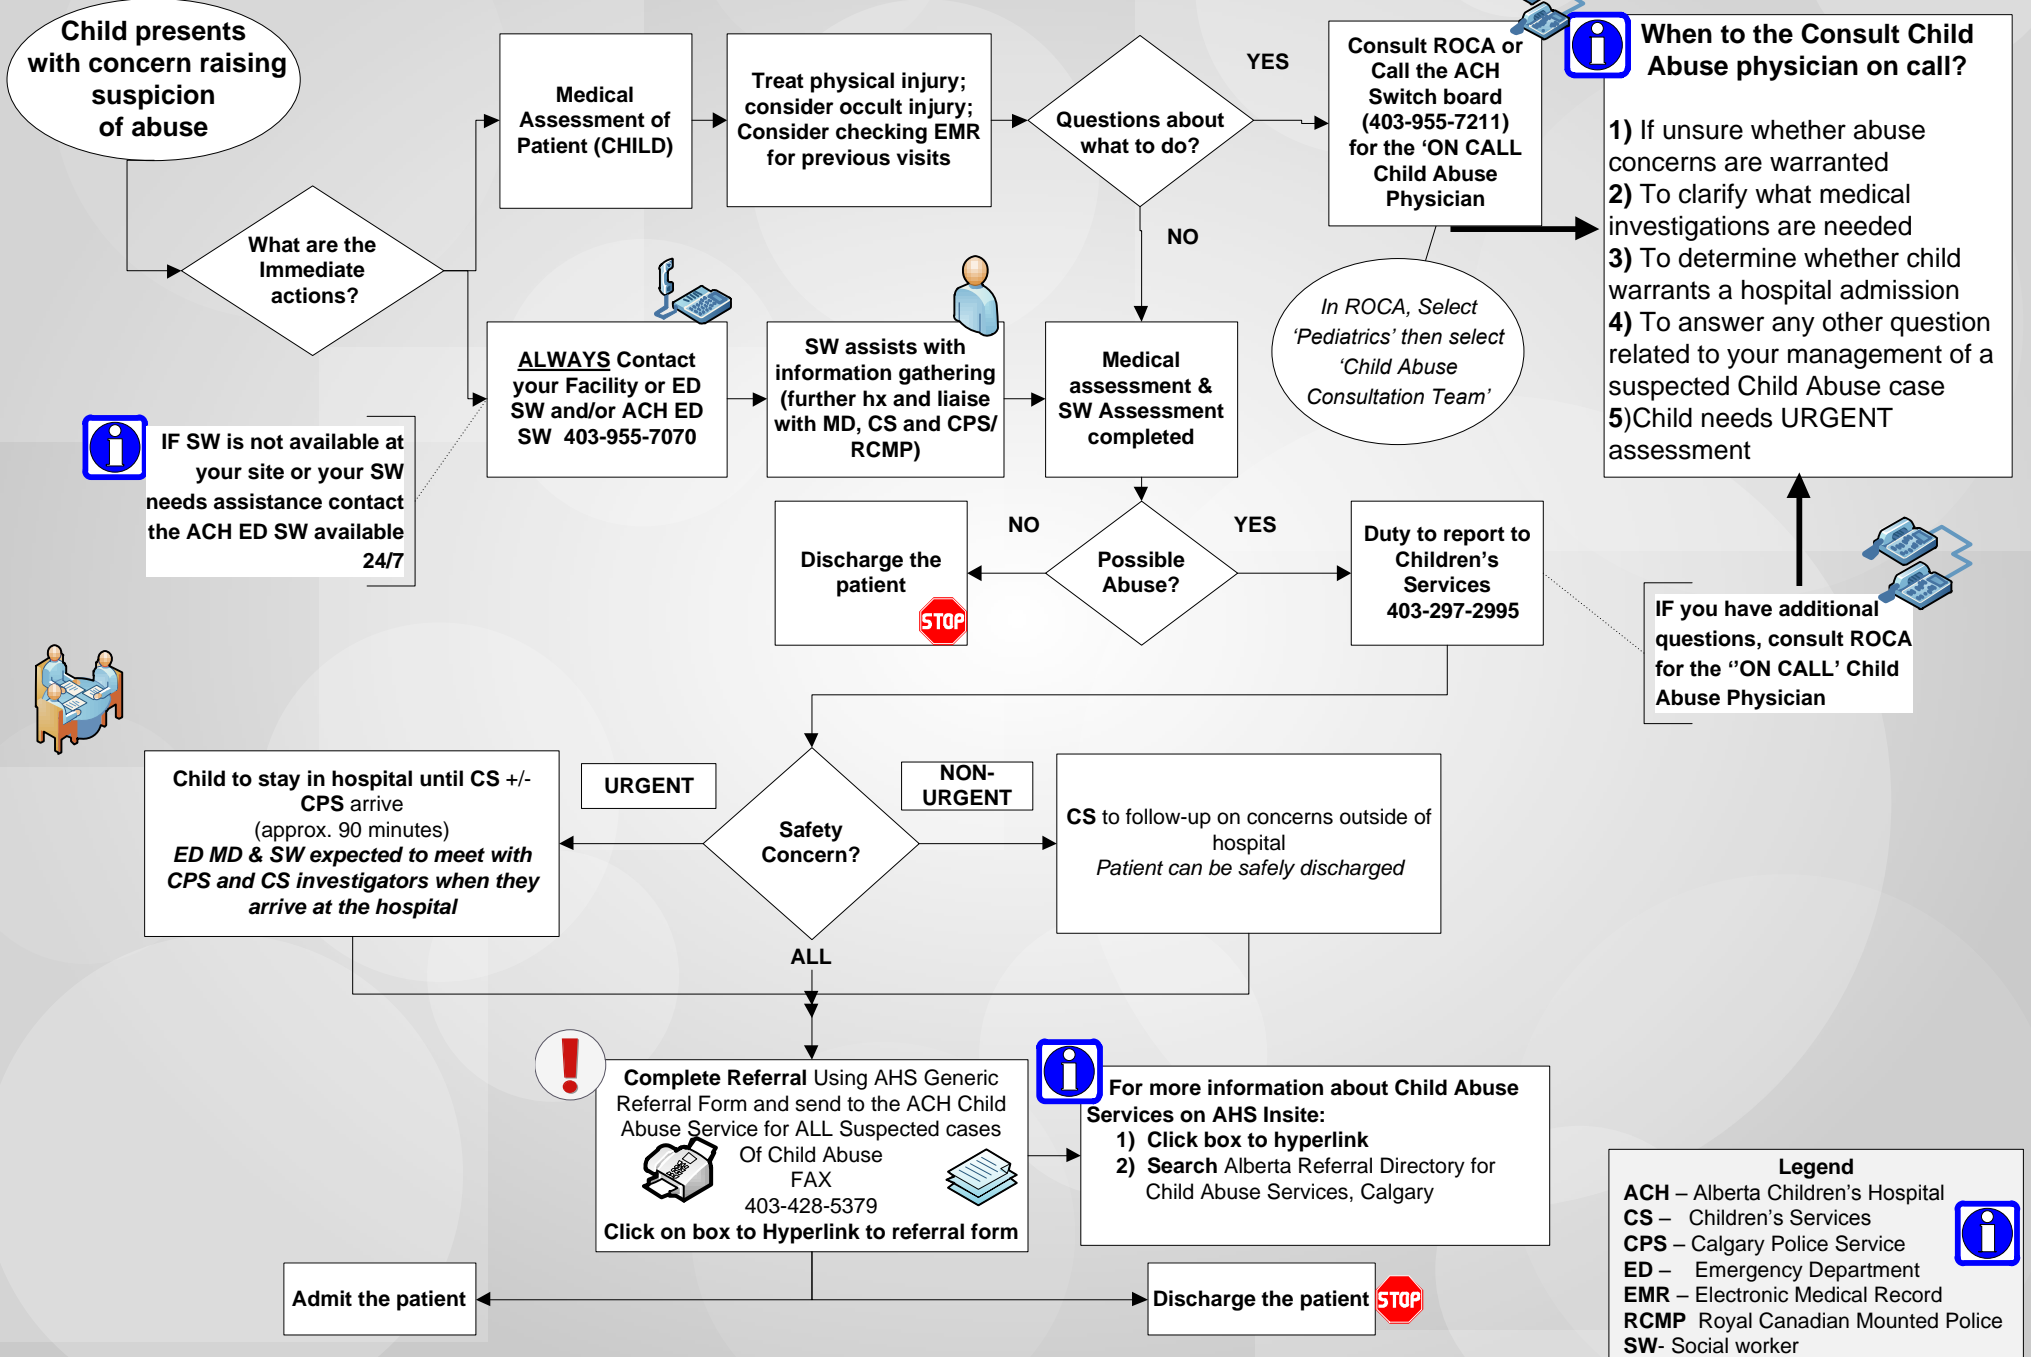 Child presents
with concern raising
suspicion
of abuse
What are the
Immediate
actions?
Medical
Assessment of
Patient (CHILD)
Treat physical injury;
consider occult injury;
Consider checking EMR
for previous visits
Questions about
what to do?
YES
NO
Consult ROCA or
Call the ACH
Switch board
(403-955-7211)
for the ‘ON CALL
Child Abuse
Physician
When to the Consult Child
Abuse physician on call?
1) If unsure whether abuse
concerns are warranted
2) To clarify what medical
investigations are needed
3) To determine whether child
warrants a hospital admission
4) To answer any other question
related to your management of a
suspected Child Abuse case
5)Child needs URGENT
assessment
In ROCA, Select
‘Pediatrics’ then select
‘Child Abuse
Consultation Team’
ALWAYS Contact
your Facility or ED
SW and/or ACH ED
SW 403-955-7070
IF SW is not available at
your site or your SW
needs assistance contact
the ACH ED SW available
24/7
SW assists with
information gathering
(further hx and liaise
with MD, CS and CPS/
RCMP)
Medical
assessment &
SW Assessment
completed
Possible
Abuse?
NO
YES
Discharge the
patient
STOP
Duty to report to
Children’s
Services
403-297-2995
IF you have additional
questions, consult ROCA
for the ‘’ON CALL’ Child
Abuse Physician
Safety
Concern?
URGENT
NON-
URGENT
ALL
Child to stay in hospital until CS +/-
CPS arrive
(approx. 90 minutes)
ED MD & SW expected to meet with
CPS and CS investigators when they
arrive at the hospital
CS to follow-up on concerns outside of
hospital
Patient can be safely discharged
Complete Referral Using AHS Generic
Referral Form and send to the ACH Child
Abuse Service for ALL Suspected cases
Of Child Abuse
FAX
403-428-5379
Click on box to Hyperlink to referral form
For more information about Child Abuse
Services on AHS Insite:
1) Click box to hyperlink
2) Search Alberta Referral Directory for
Child Abuse Services, Calgary
Admit the patient
Discharge the patient
STOP
Legend
ACH – Alberta Children’s Hospital
CS – Children’s Services
CPS – Calgary Police Service
ED – Emergency Department
EMR – Electronic Medical Record
RCMP Royal Canadian Mounted Police
SW- Social worker